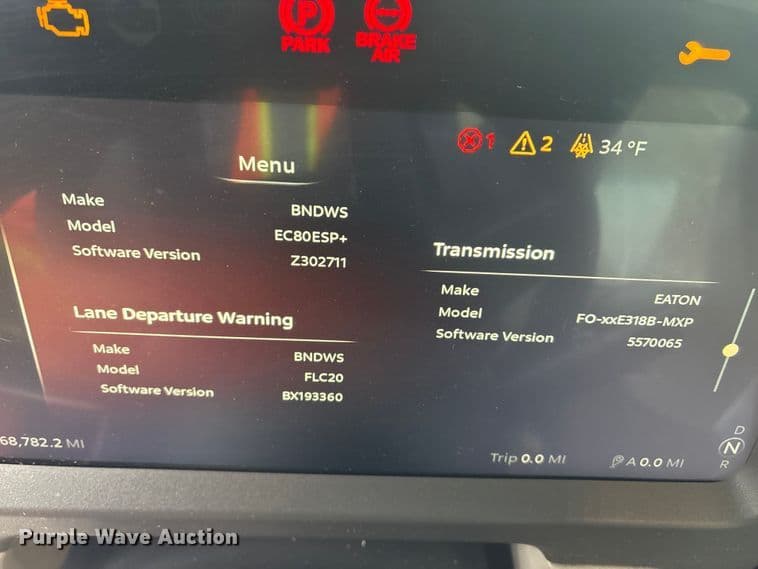 P
PARK
BRAKE
AIR
1
2
34 °F
Menu
Make BNDWS
Model EC80ESP+
Software Version Z302711
Lane Departure Warning
Make BNDWS
Model FLC20
Software Version BX193360
Transmission
Make EATON
Model FO-xxE318B-MXP
Software Version 5570065
68,782.2 MI
Trip 0.0 MI
A 0.0 MI
D
N
R
Purple Wave Auction